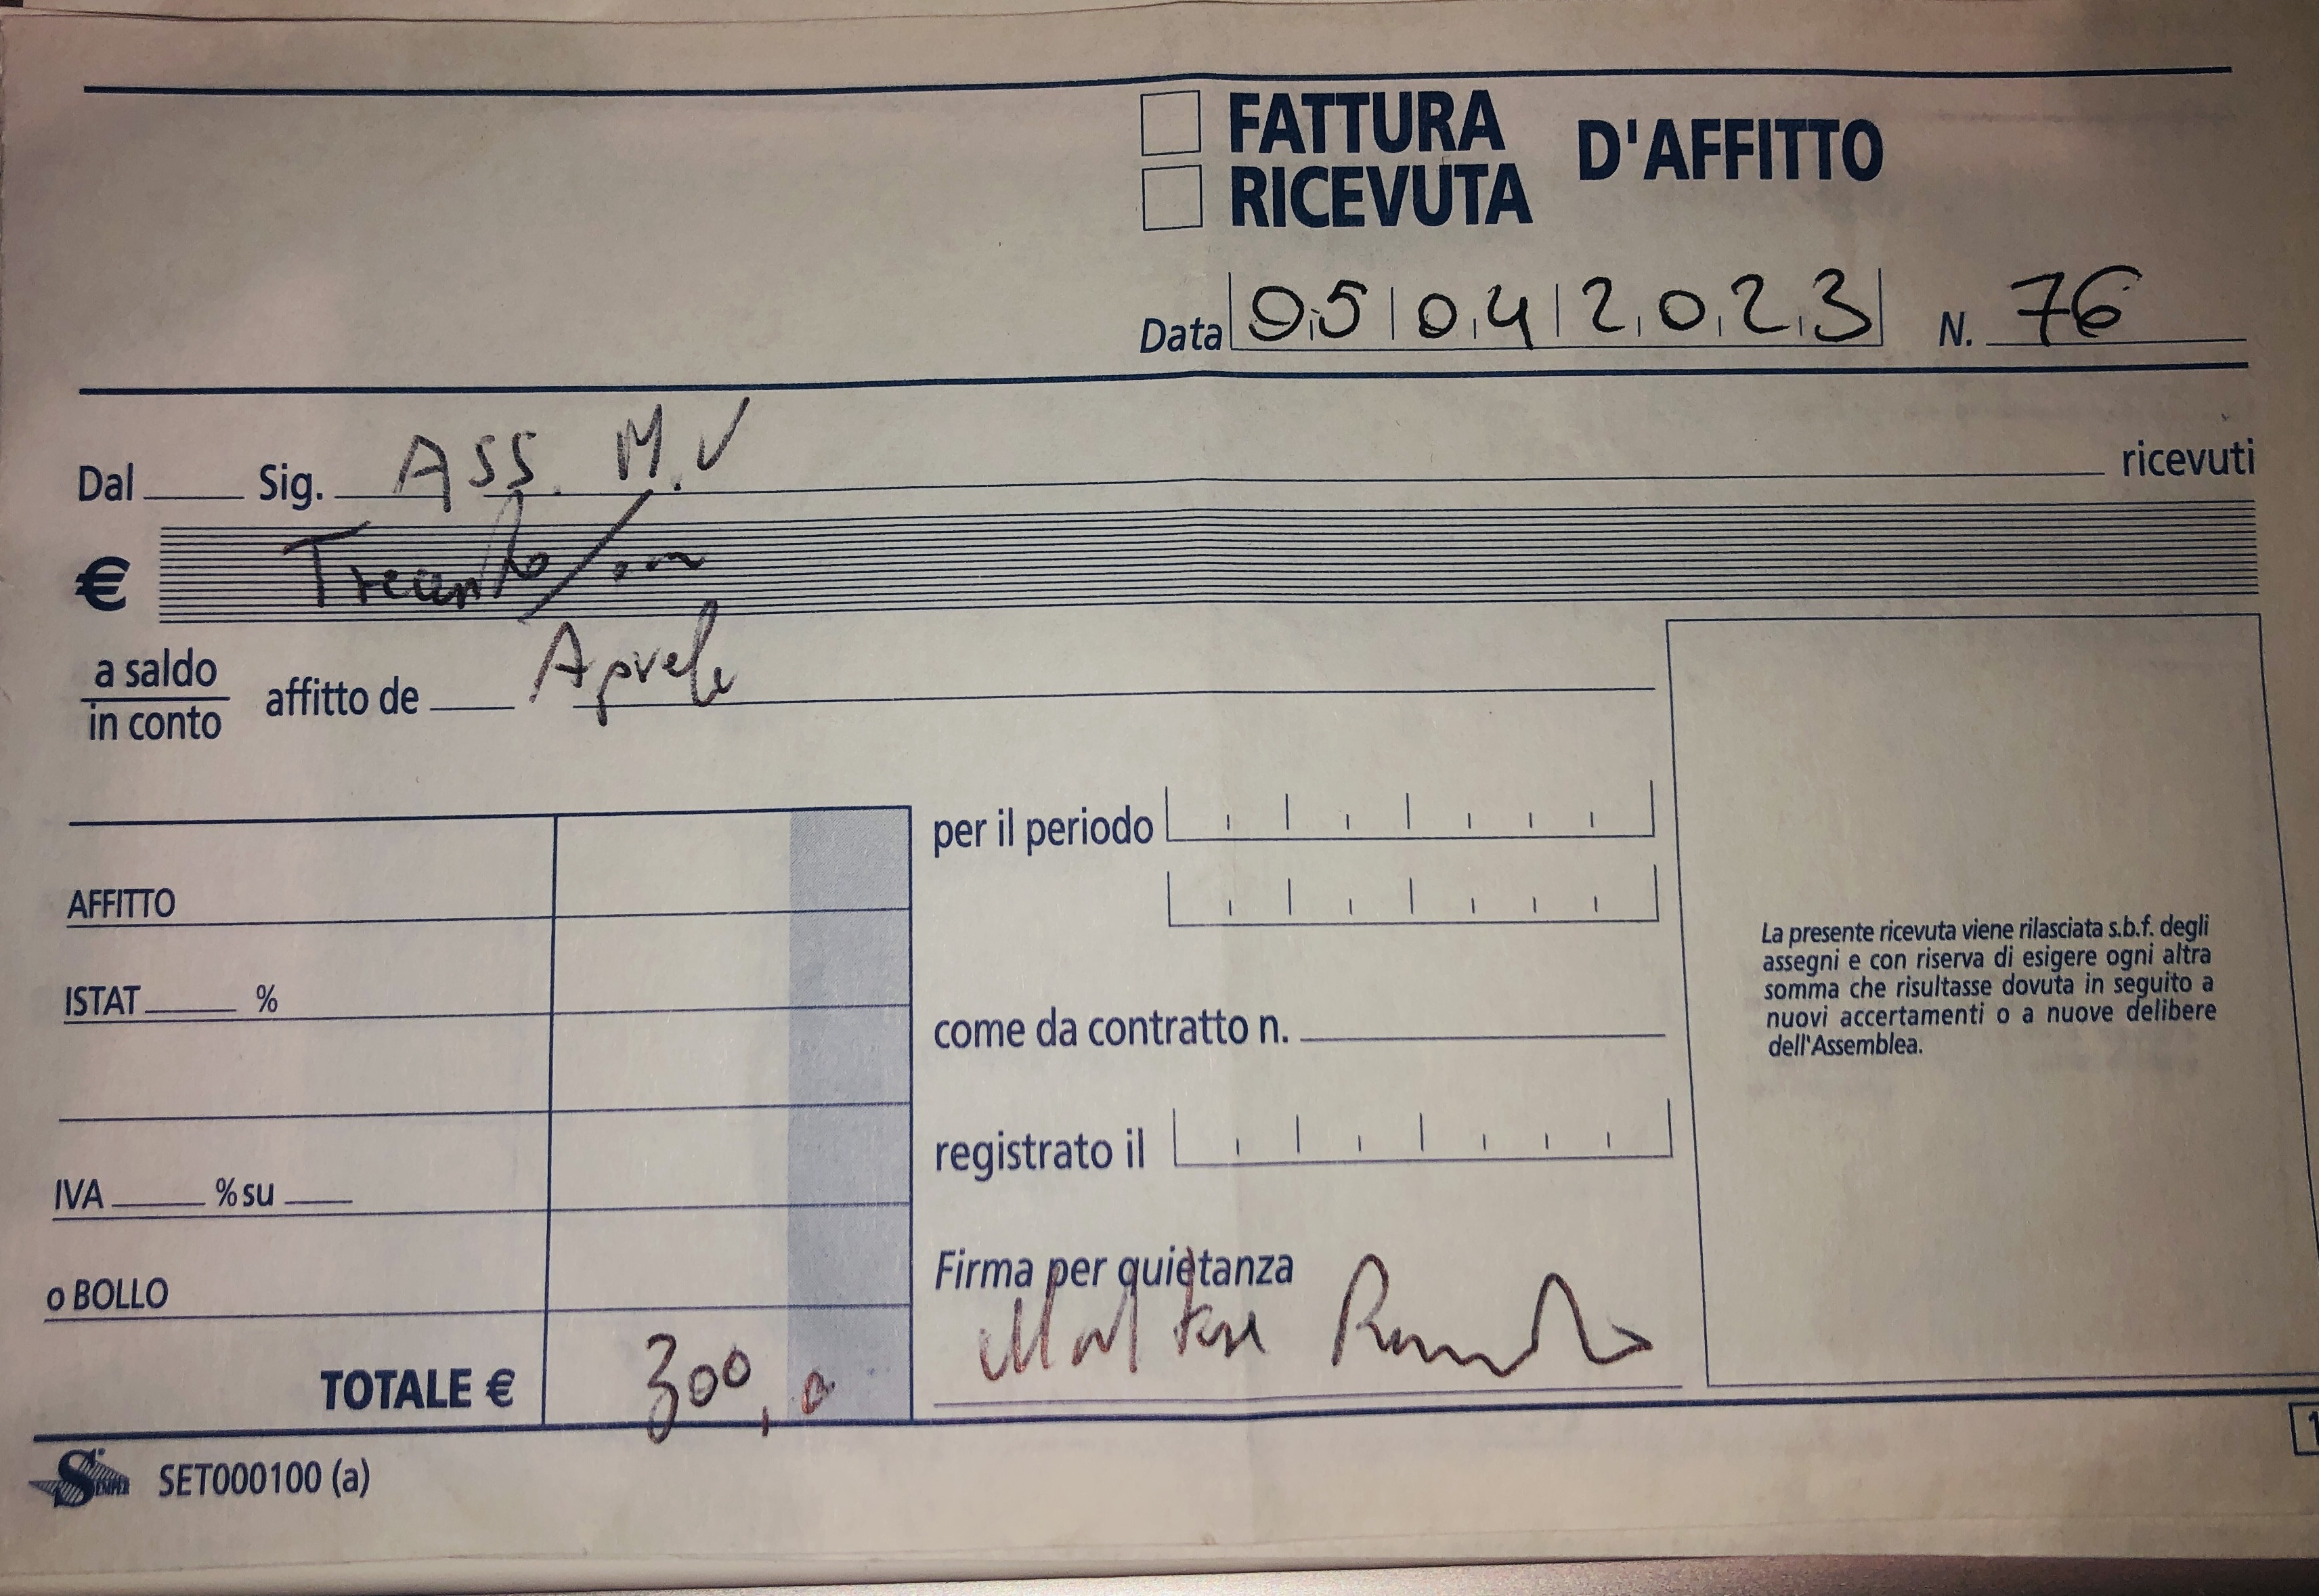 FATTURA
RICEVUTA
D'AFFITTO
Data 05 04 2023 N. 76
Dal Sig. Ass. M.V ricevuti
€ Trecento/
a saldo
in conto
affitto de Aprile
AFFITTO
ISTAT %
IVA % su
o BOLLO
TOTALE € 300,
per il periodo
come da contratto n.
registrato il
Firma per quietanza
La presente ricevuta viene rilasciata s.b.f. degli
assegni e con riserva di esigere ogni altra
somma che risultasse dovuta in seguito a
nuovi accertamenti o a nuove delibere
dell'Assemblea.
1
SEMPER SET000100 (a)